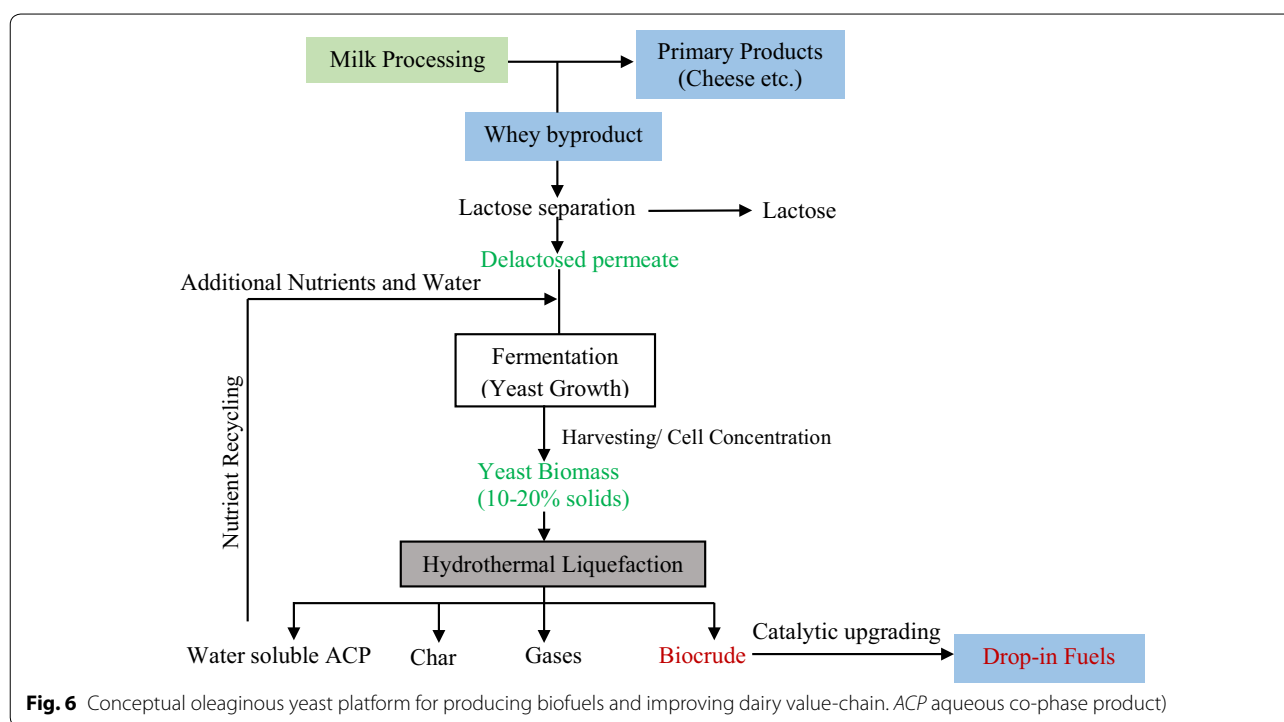 Milk Processing
Primary Products
(Cheese etc.)
Whey byproduct
Lactose separation
Lactose
Delactosed permeate
Additional Nutrients and Water
Fermentation
(Yeast Growth)
Nutrient Recycling
Harvesting/ Cell Concentration
Yeast Biomass
(10-20% solids)
Hydrothermal Liquefaction
Water soluble ACP
Char
Gases
Biocrude
Catalytic upgrading
Drop-in Fuels
Fig. 6 Conceptual oleaginous yeast platform for producing biofuels and improving dairy value-chain. ACP aqueous co-phase product)